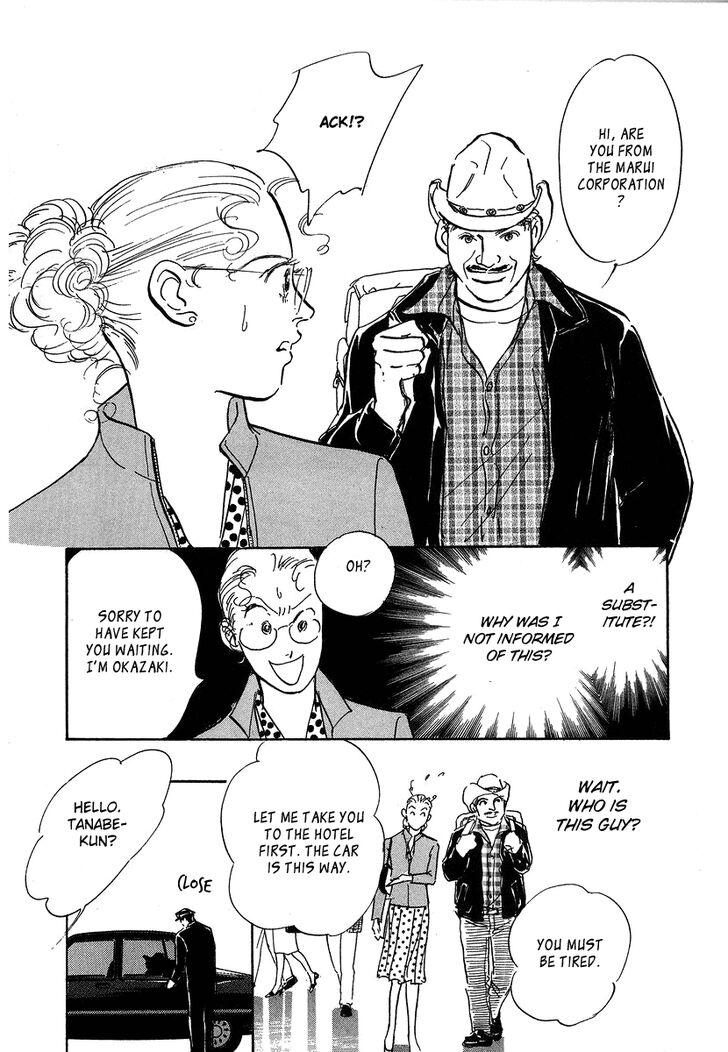 HI, ARE
YOU FROM
THE MARUI
CORPORATION
?
ACK!?
A
SUBST-
ITUTE?!
WHY WAS I
NOT INFORMED
OF THIS?
OH?
SORRY TO
HAVE KEPT
YOU WAITING.
I'M OKAZAKI.
WAIT.
WHO IS
THIS GUY?
YOU MUST
BE TIRED.
LET ME TAKE YOU
TO THE HOTEL
FIRST. THE CAR
IS THIS WAY.
CLOSE
HELLO.
TANABE-
KUN?